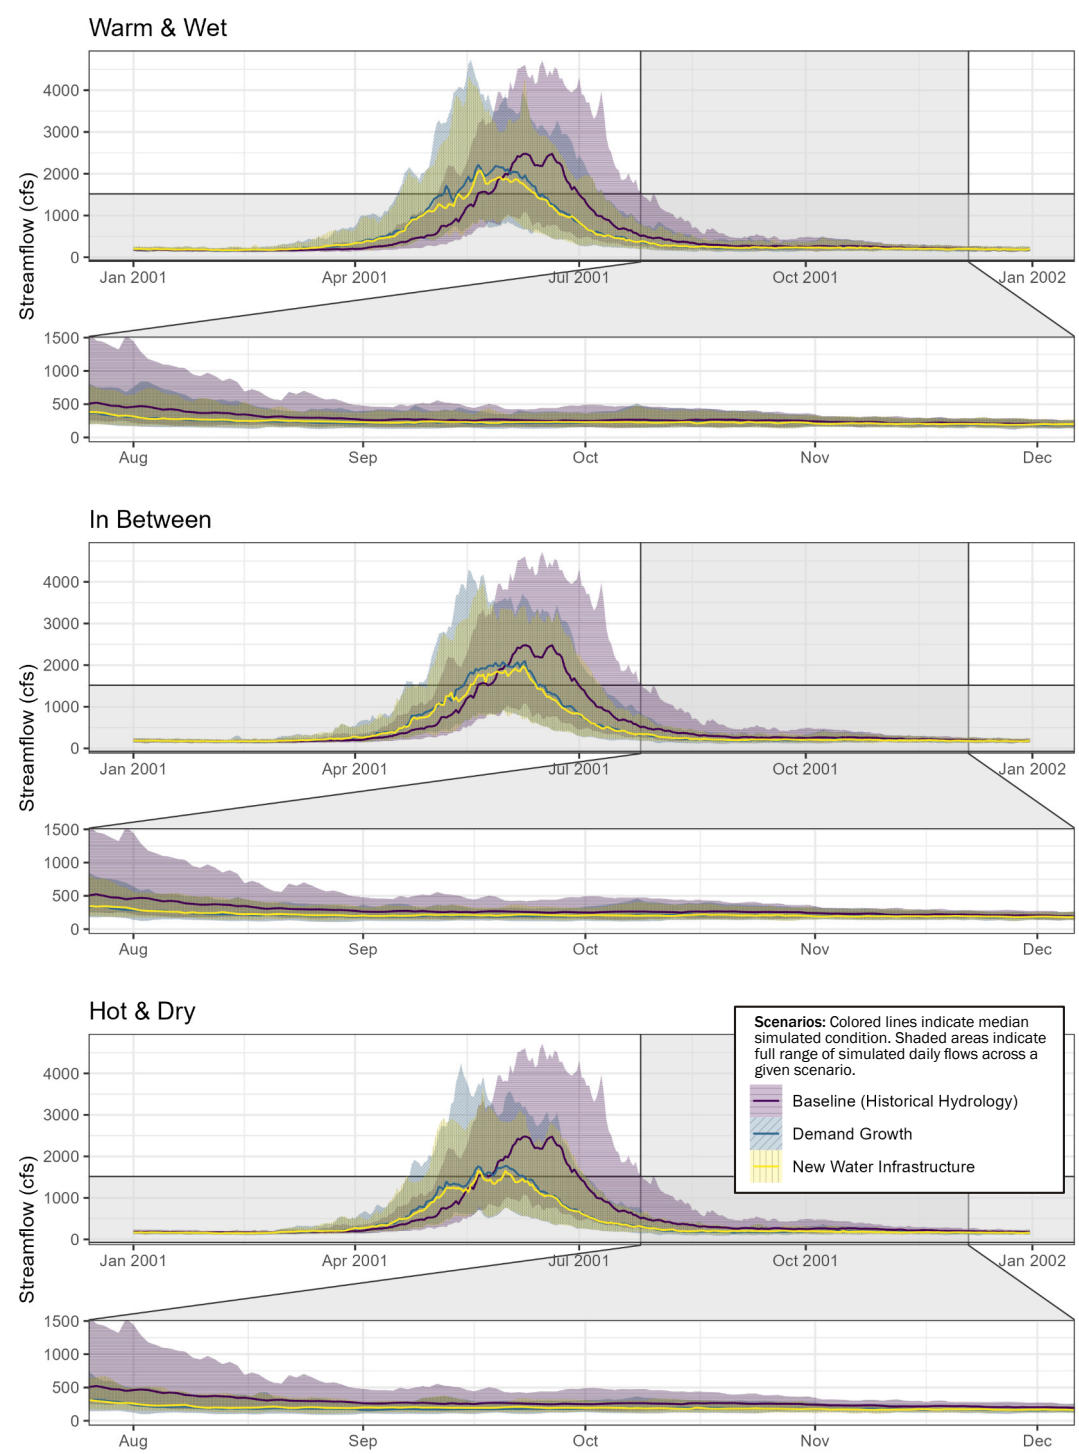 Warm & Wet
Streamflow (cfs)
4000
3000
2000
1000
0
Jan 2001 Apr 2001 Jul 2001 Oct 2001 Jan 2002
1500
1000
500
0
Aug Sep Oct Nov Dec
In Between
Streamflow (cfs)
4000
3000
2000
1000
0
Jan 2001 Apr 2001 Jul 2001 Oct 2001 Jan 2002
1500
1000
500
0
Aug Sep Oct Nov Dec
Hot & Dry
Scenarios: Colored lines indicate median
simulated condition. Shaded areas indicate
full range of simulated daily flows across a
given scenario.
Baseline (Historical Hydrology)
Demand Growth
New Water Infrastructure
Streamflow (cfs)
4000
3000
2000
1000
0
Jan 2001 Apr 2001 Jul 2001 Oct 2001 Jan 2002
1500
1000
500
0
Aug Sep Oct Nov Dec